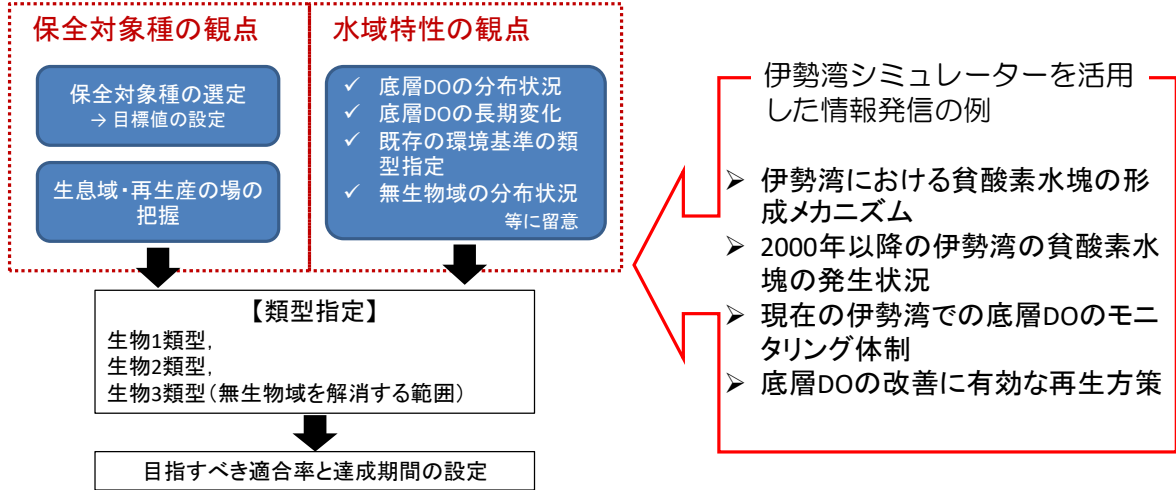 保全対象種の観点
保全対象種の選定
→ 目標値の設定
生息域・再生産の場の
把握
水域特性の観点
✓ 底層DOの分布状況
✓ 底層DOの長期変化
✓ 既存の環境基準の類
型指定
✓ 無生物域の分布状況
等に留意
【類型指定】
生物1類型,
生物2類型,
生物3類型（無生物域を解消する範囲）
目指すべき適合率と達成期間の設定
伊勢湾シミュレーターを活用
した情報発信の例
➢ 伊勢湾における貧酸素水塊の形
成メカニズム
➢ 2000年以降の伊勢湾の貧酸素水
塊の発生状況
➢ 現在の伊勢湾での底層DOのモニ
タリング体制
➢ 底層DOの改善に有効な再生方策